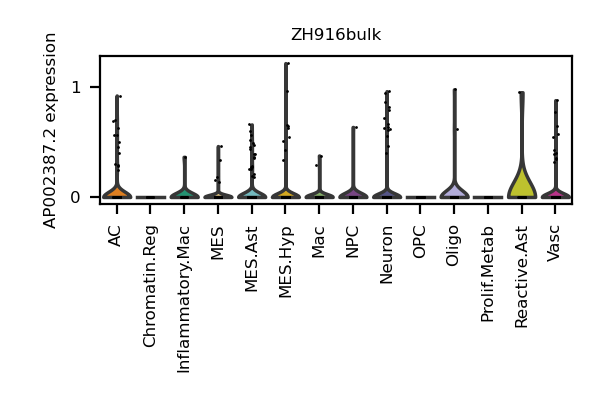 ZH916bulk
AP002387.2 expression
1
0
AC
Chromatin.Reg
Inflammatory.Mac
MES
MES.Ast
MES.Hyp
Mac
NPC
Neuron
OPC
Oligo
Prolif.Metab
Reactive.Ast
Vasc